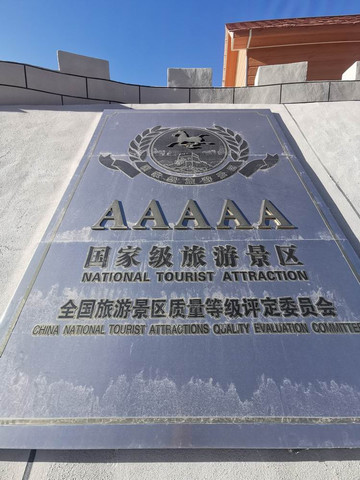 AAAAA
国家级旅游景区
NATIONAL TOURIST ATTRACTION
全国旅游景区质量等级评定委员会
CHINA NATIONAL TOURIST ATTRACTIONS QUALITY EVALUATION COMMITTEE